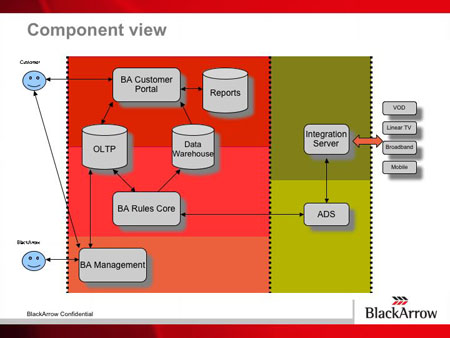 Component view
Customer
BA Customer
Portal
Reports
OLTP
Data
Warehouse
Integration
Server
VOD
Linear TV
Broadband
Mobile
BA Rules Core
ADS
BlackArrow
BA Management
BlackArrow Confidential
BlackArrow